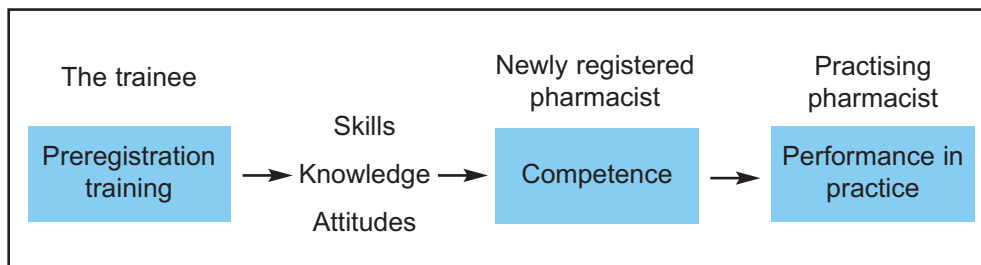 The trainee
Preregistration
training
Skills
Knowledge
Attitudes
Newly registered
pharmacist
Competence
Practising
pharmacist
Performance in
practice